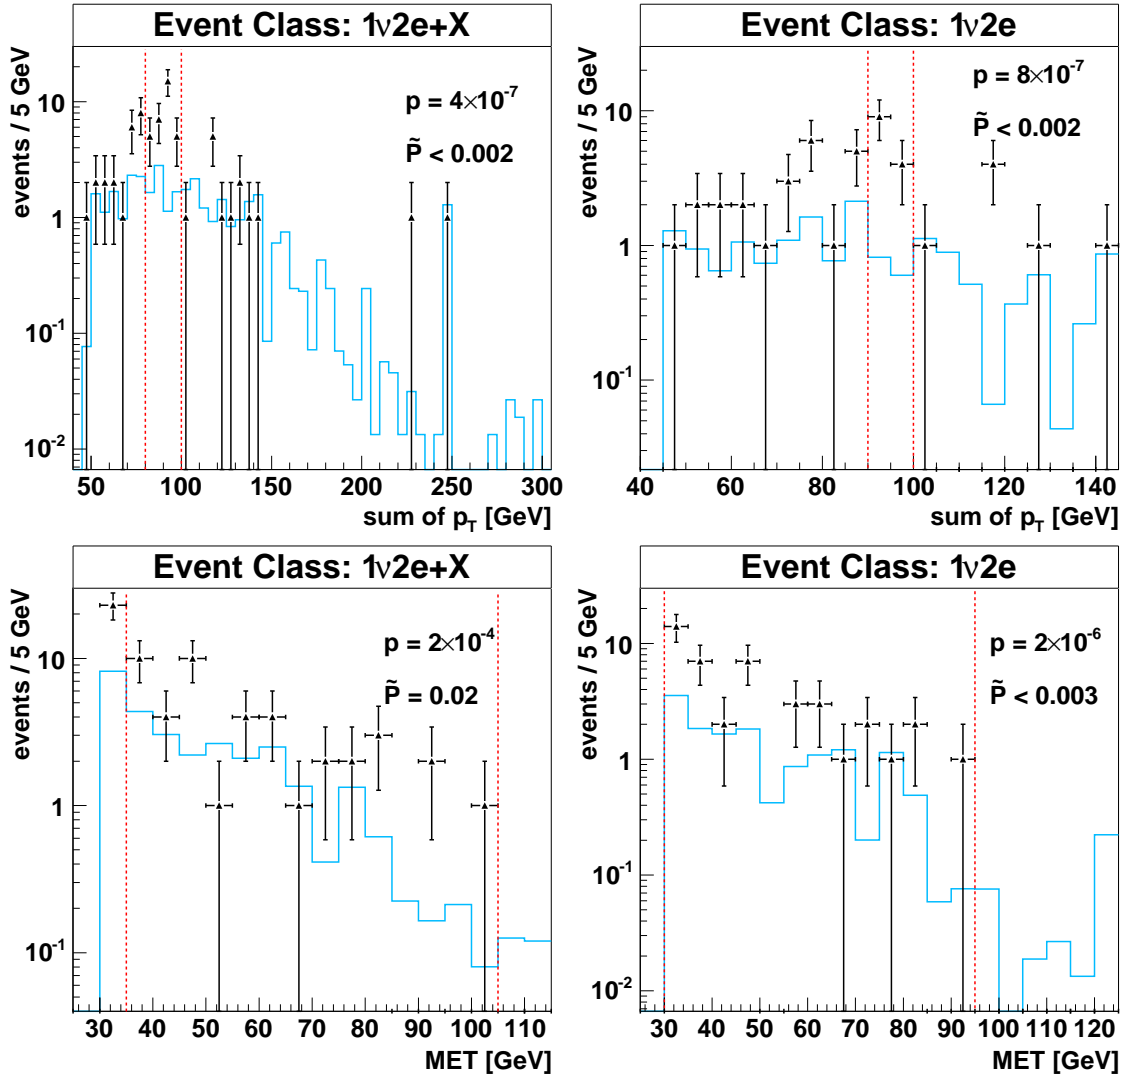 Event Class: 1ν2e+X
events / 5 GeV
10
1
10⁻¹
10⁻²
p = 4×10⁻⁷
P̃ < 0.002
50 100 150 200 250 300
sum of p_T [GeV]
Event Class: 1ν2e
events / 5 GeV
10
1
10⁻¹
p = 8×10⁻⁷
P̃ < 0.002
40 60 80 100 120 140
sum of p_T [GeV]
Event Class: 1ν2e+X
events / 5 GeV
10
1
10⁻¹
p = 2×10⁻⁴
P̃ = 0.02
30 40 50 60 70 80 90 100 110
MET [GeV]
Event Class: 1ν2e
events / 5 GeV
10
1
10⁻¹
10⁻²
p = 2×10⁻⁶
P̃ < 0.003
30 40 50 60 70 80 90 100 110 120
MET [GeV]